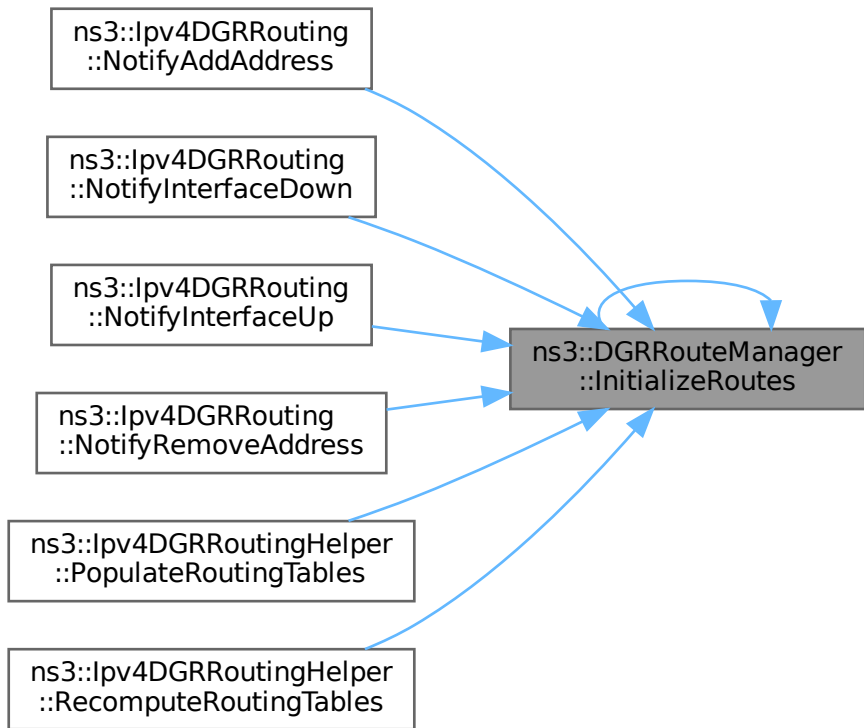 ns3::Ipv4DGRRouting
::NotifyAddAddress
ns3::Ipv4DGRRouting
::NotifyInterfaceDown
ns3::Ipv4DGRRouting
::NotifyInterfaceUp
ns3::DGRRouteManager
::InitializeRoutes
ns3::Ipv4DGRRouting
::NotifyRemoveAddress
ns3::Ipv4DGRRoutingHelper
::PopulateRoutingTables
ns3::Ipv4DGRRoutingHelper
::RecomputeRoutingTables